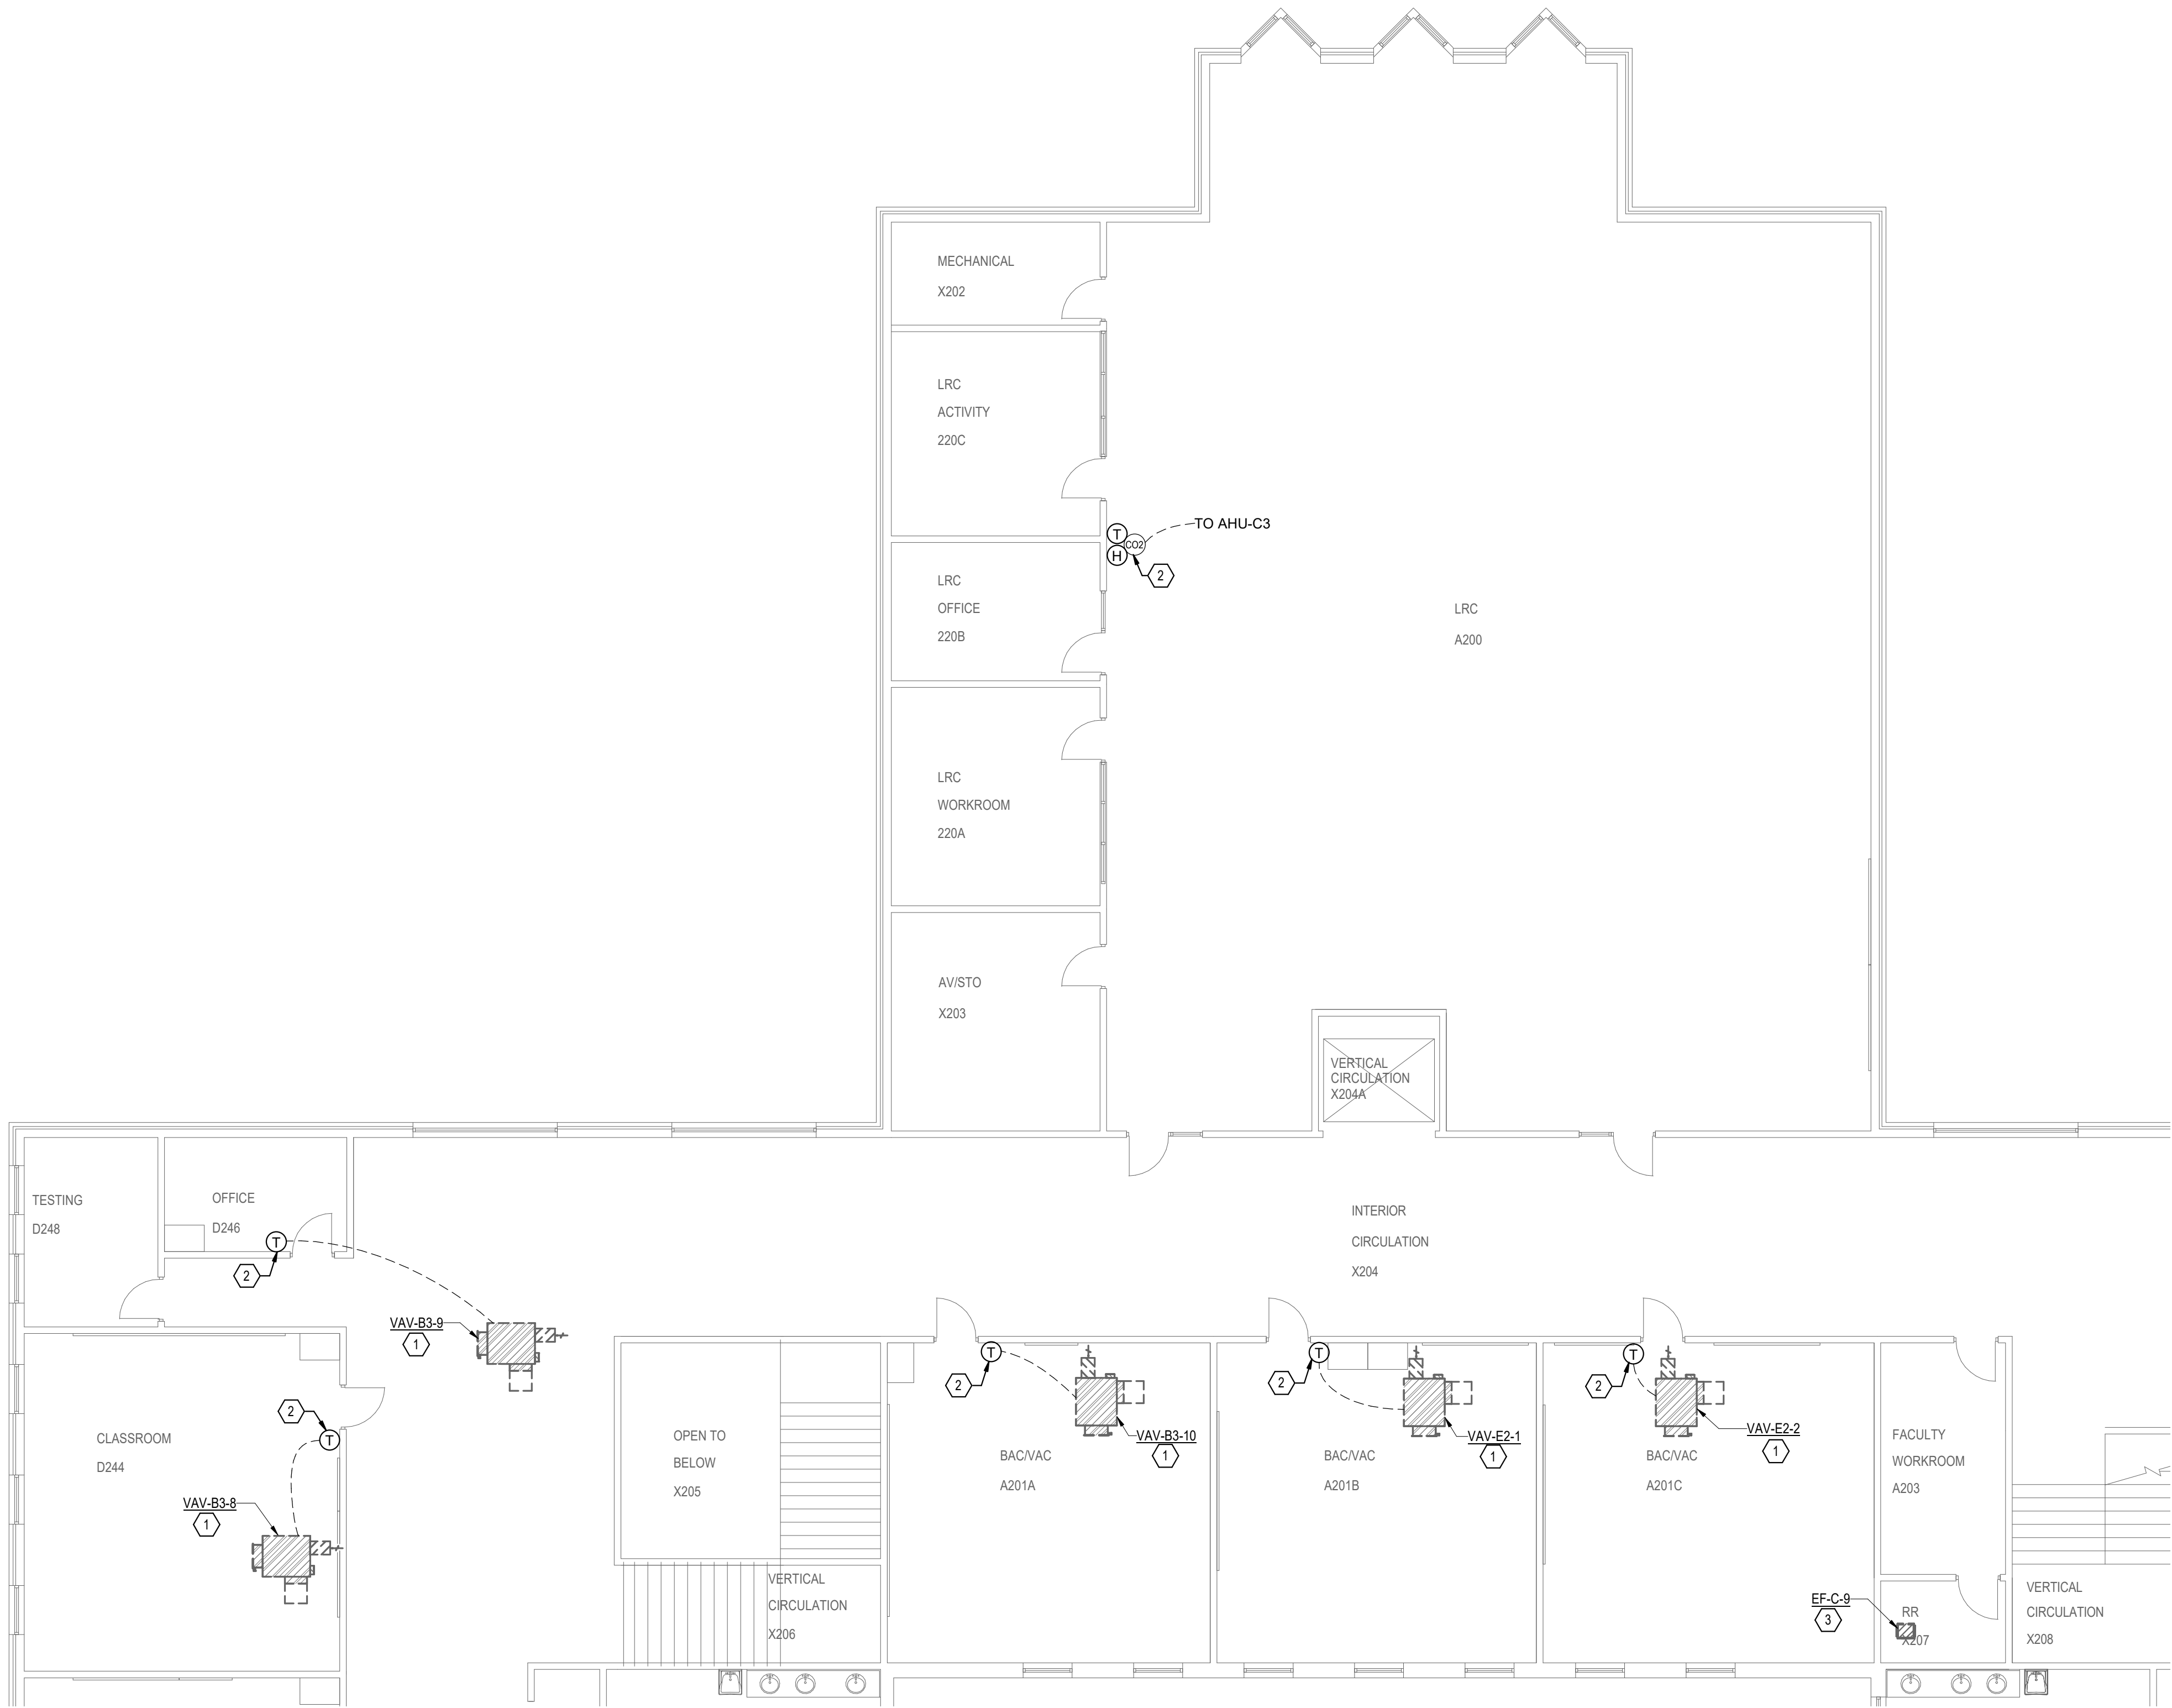 MECHANICAL
X202
LRC
ACTIVITY
220C
T
CO2
H
TO AHU-C3
2
LRC
OFFICE
220B
LRC
A200
LRC
WORKROOM
220A
AV/STO
X203
VERTICAL
CIRCULATION
X204A
TESTING
D248
OFFICE
D246
T
2
INTERIOR
CIRCULATION
X204
VAV-B3-9
1
2
T
CLASSROOM
D244
VAV-B3-8
1
OPEN TO
BELOW
X205
VERTICAL
CIRCULATION
X206
T
2
VAV-B3-10
1
BAC/VAC
A201A
T
2
VAV-E2-1
1
BAC/VAC
A201B
T
2
VAV-E2-2
1
BAC/VAC
A201C
FACULTY
WORKROOM
A203
EF-C-9
3
RR
X207
VERTICAL
CIRCULATION
X208